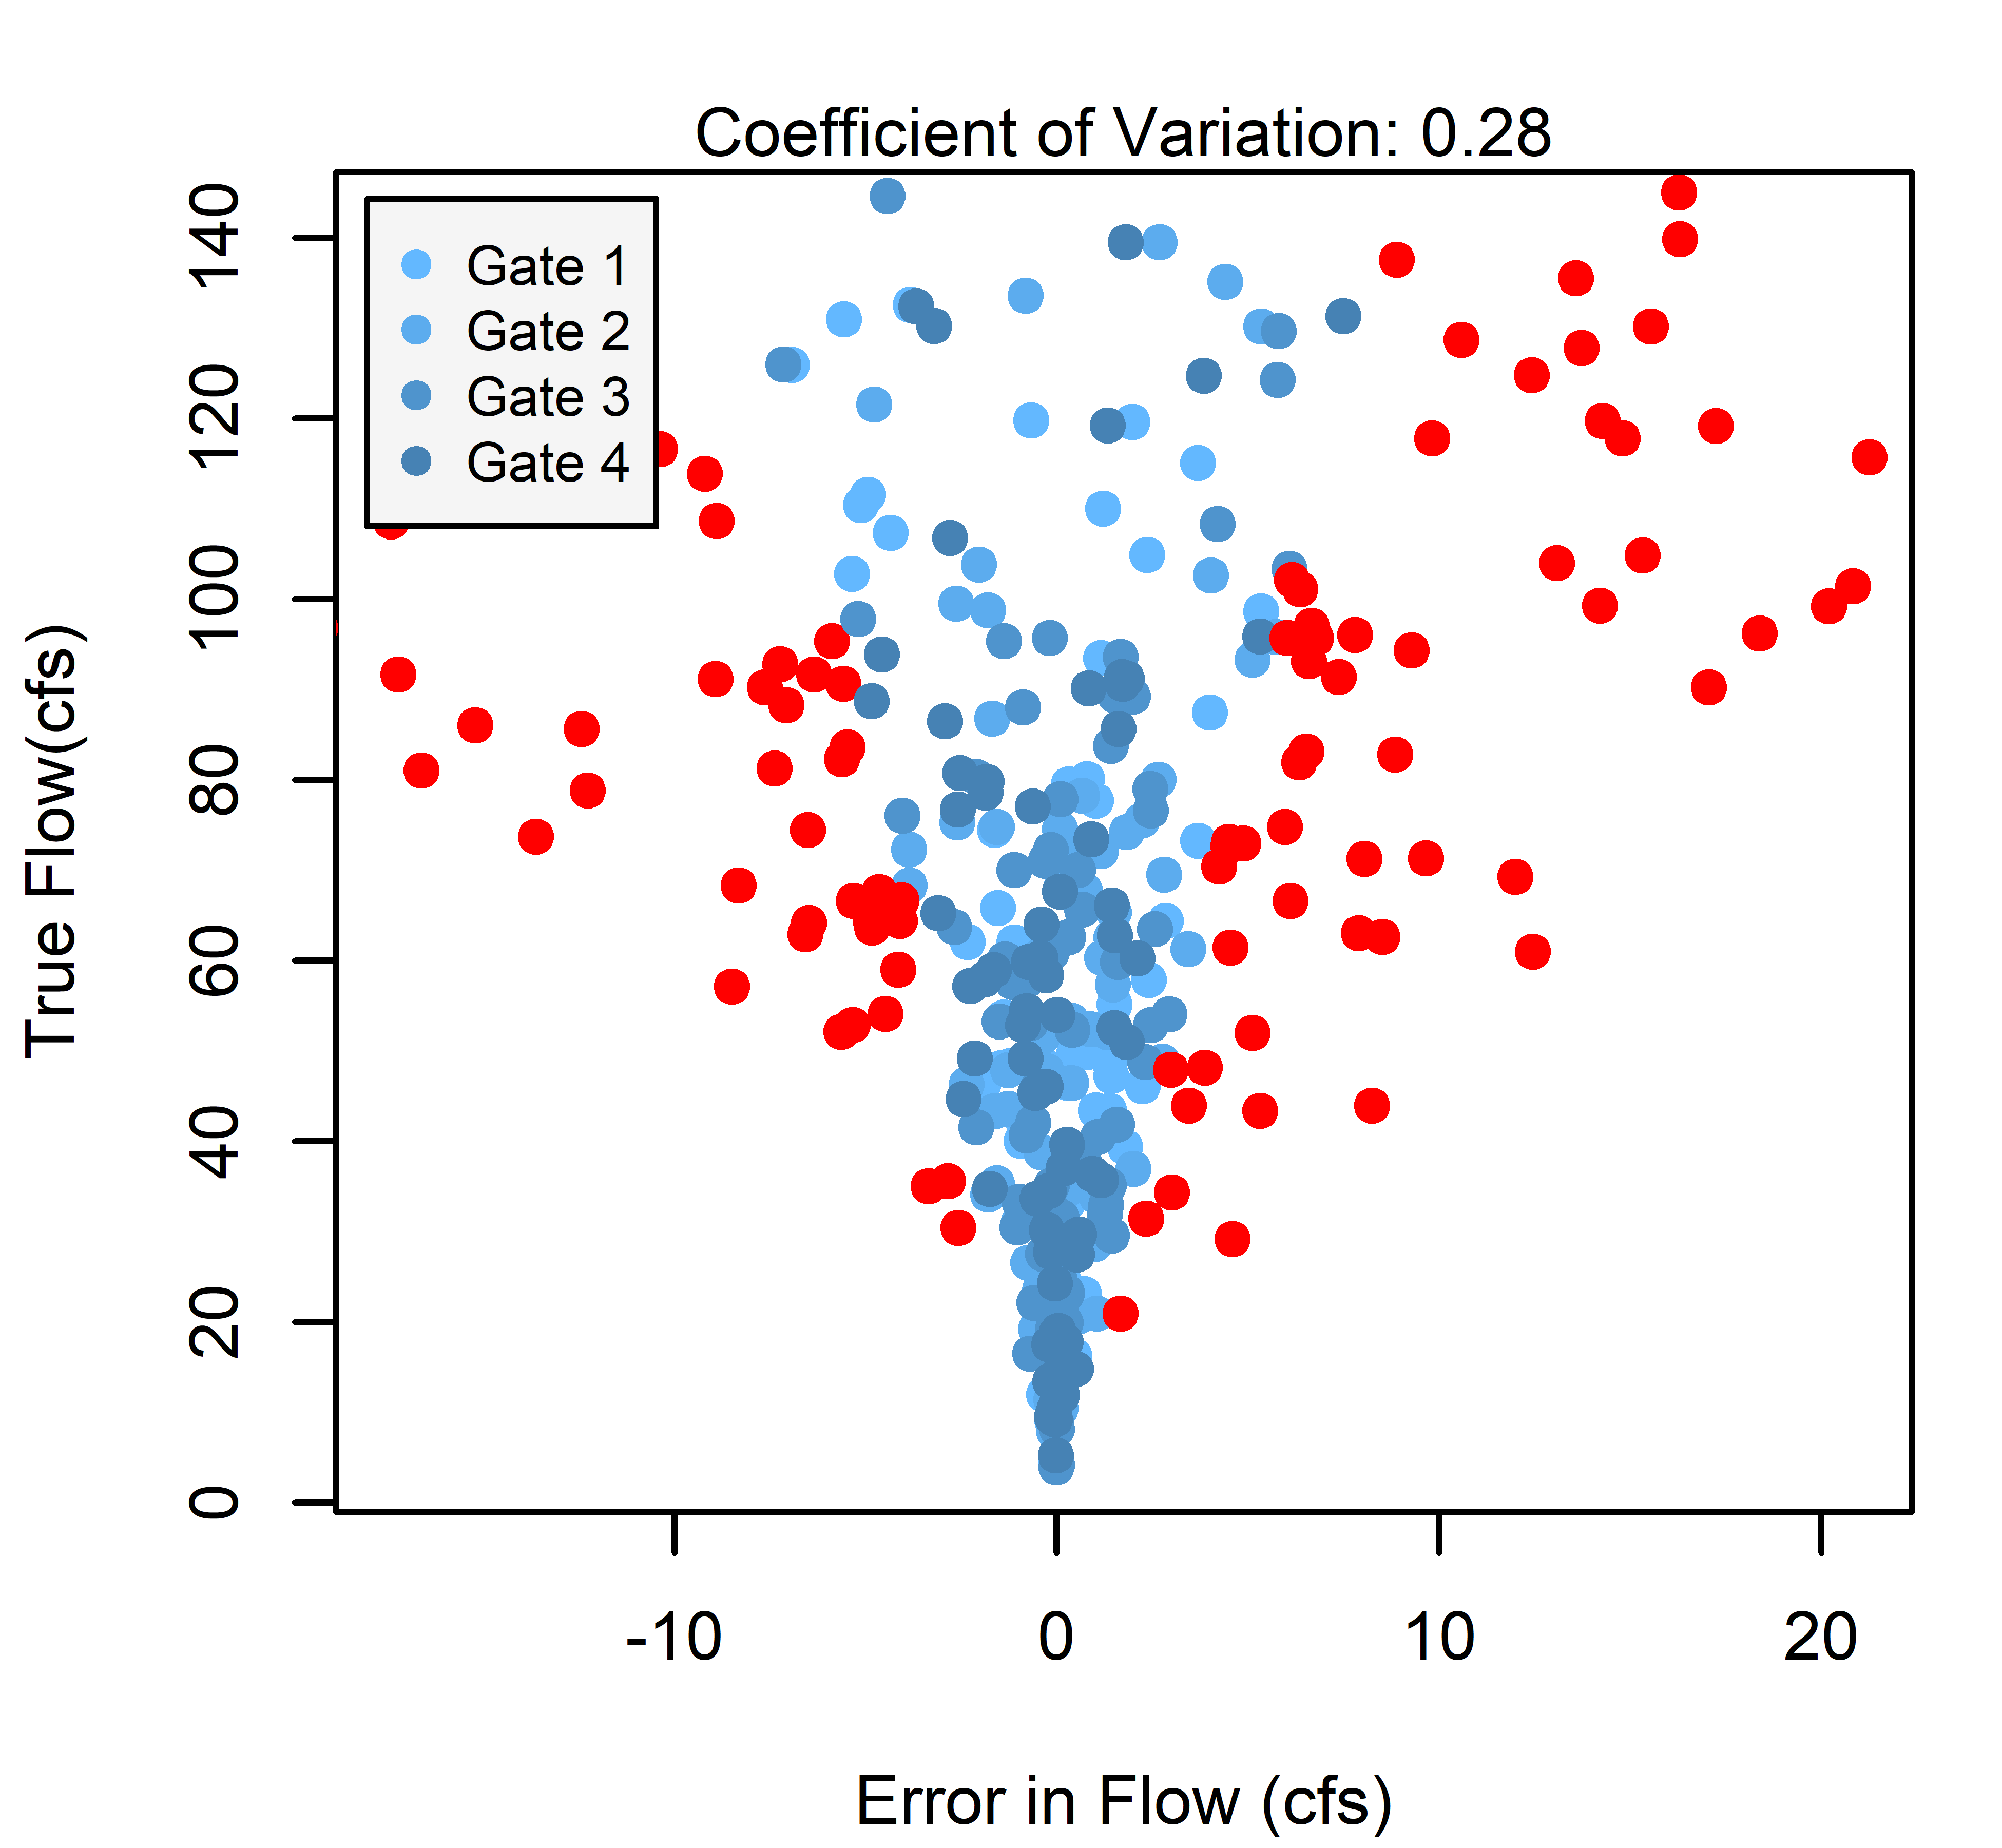 Coefficient of Variation: 0.28
Gate 1
Gate 2
Gate 3
Gate 4
True Flow(cfs)
140
120
100
80
60
40
20
0
-10 0 10 20
Error in Flow (cfs)